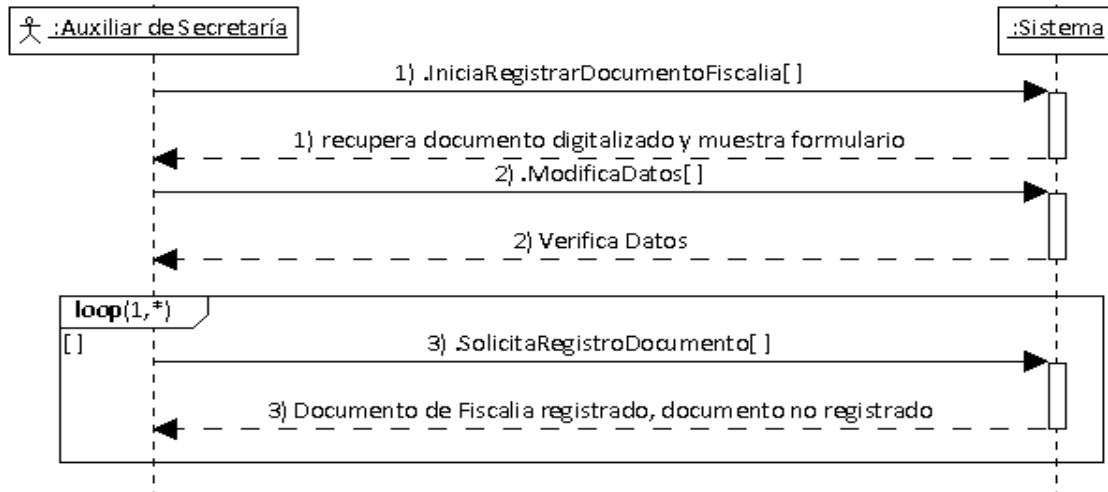 :Auxiliar de Secretaría
:Sistema
1) .IniciaRegistrarDocumentoFiscalia[ ]
1) recupera documento digitalizado y muestra formulario
2) .ModificaDatos[ ]
2) Verifica Datos
loop(1,*)
[ ]
3) .SolicitaRegistroDocumento[ ]
3) Documento de Fiscalia registrado, documento no registrado